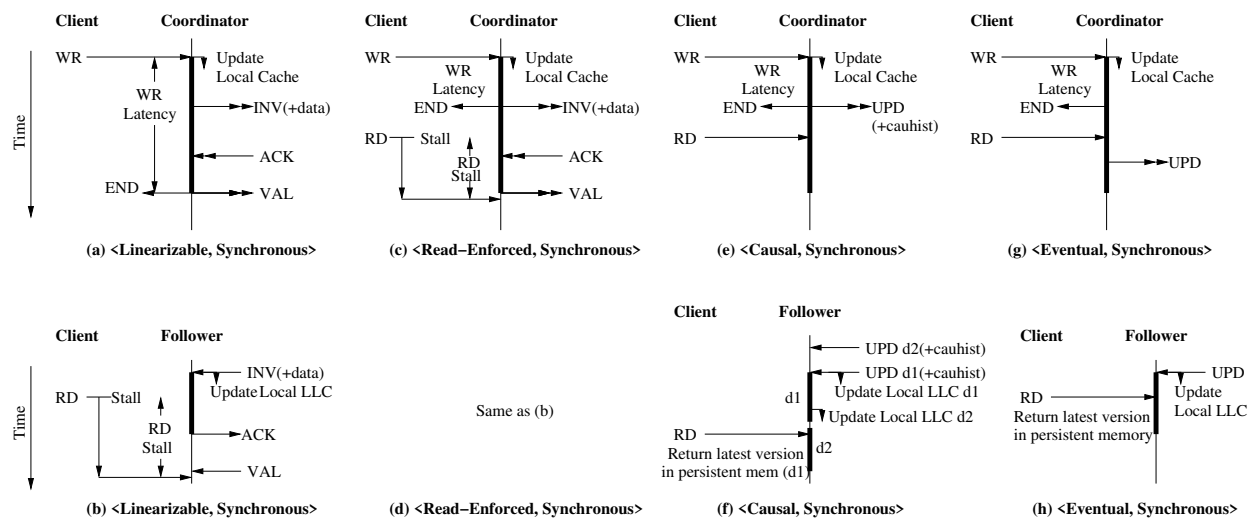 Client
Coordinator
Time
WR
Update
Local Cache
WR
Latency
INV(+data)
ACK
END
VAL
(a) <Linearizable, Synchronous>
Client
Coordinator
WR
Update
Local Cache
WR
Latency
END
INV(+data)
RD
Stall
RD
Stall
ACK
VAL
(c) <Read−Enforced, Synchronous>
Client
Coordinator
WR
Update
Local Cache
WR
Latency
END
UPD
(+cauhist)
RD
(e) <Causal, Synchronous>
Client
Coordinator
WR
Update
Local Cache
WR
Latency
END
RD
UPD
(g) <Eventual, Synchronous>
Client
Follower
Time
INV(+data)
Update Local LLC
RD
Stall
RD
Stall
ACK
VAL
(b) <Linearizable, Synchronous>
Same as (b)
(d) <Read−Enforced, Synchronous>
Client
Follower
UPD d2(+cauhist)
UPD d1(+cauhist)
Update Local LLC d1
d1
Update Local LLC d2
RD
d2
Return latest version
in persistent mem (d1)
(f) <Causal, Synchronous>
Client
Follower
UPD
Update
Local LLC
RD
Return latest version
in persistent memory
(h) <Eventual, Synchronous>